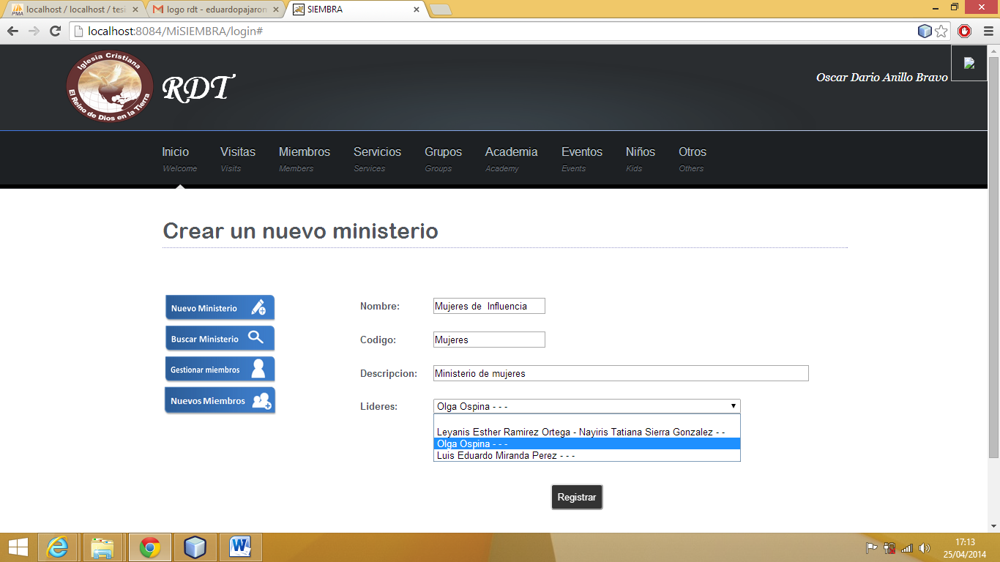 localhost / localhost / tesi
logo rdt - eduardopajaron
SIEMBRA
localhost:8084/MiSIEMBRA/login#
Iglesia Cristiana
El Reino de Dios en la Tierra
RDT
Oscar Dario Anillo Bravo
Inicio Visitas Miembros Servicios Grupos Academia Eventos Niños Otros
Welcome Visits Members Services Groups Academy Events Kids Others
Crear un nuevo ministerio
Nuevo Ministerio
Buscar Ministerio
Gestionar miembros
Nuevos Miembros
Nombre: Mujeres de  Influencia
Codigo: Mujeres
Descripcion: Ministerio de mujeres
Lideres: Olga Ospina - - -
Leyanis Esther Ramirez Ortega - Nayiris Tatiana Sierra Gonzalez - -
Olga Ospina - - -
Luis Eduardo Miranda Perez - - -
Registrar
17:13
25/04/2014